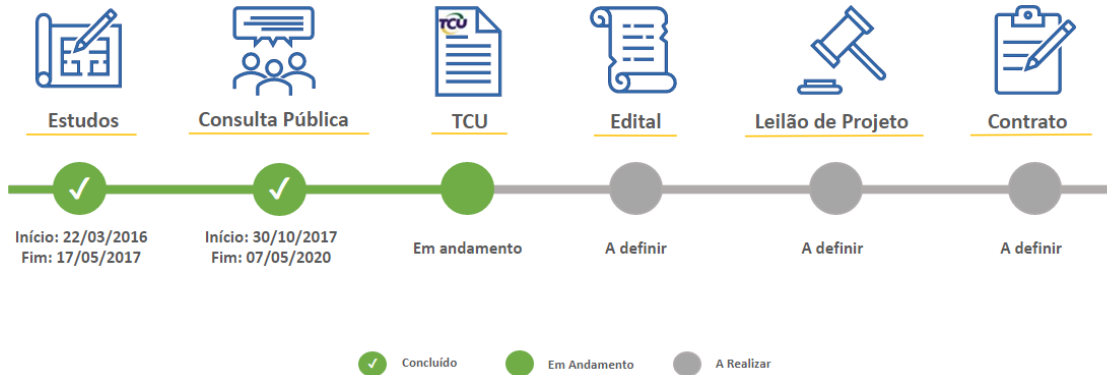 TCU
Estudos
Consulta Pública
TCU
Edital
Leilão de Projeto
Contrato
Início: 22/03/2016
Fim: 17/05/2017
Início: 30/10/2017
Fim: 07/05/2020
Em andamento
A definir
A definir
A definir
Concluído
Em Andamento
A Realizar